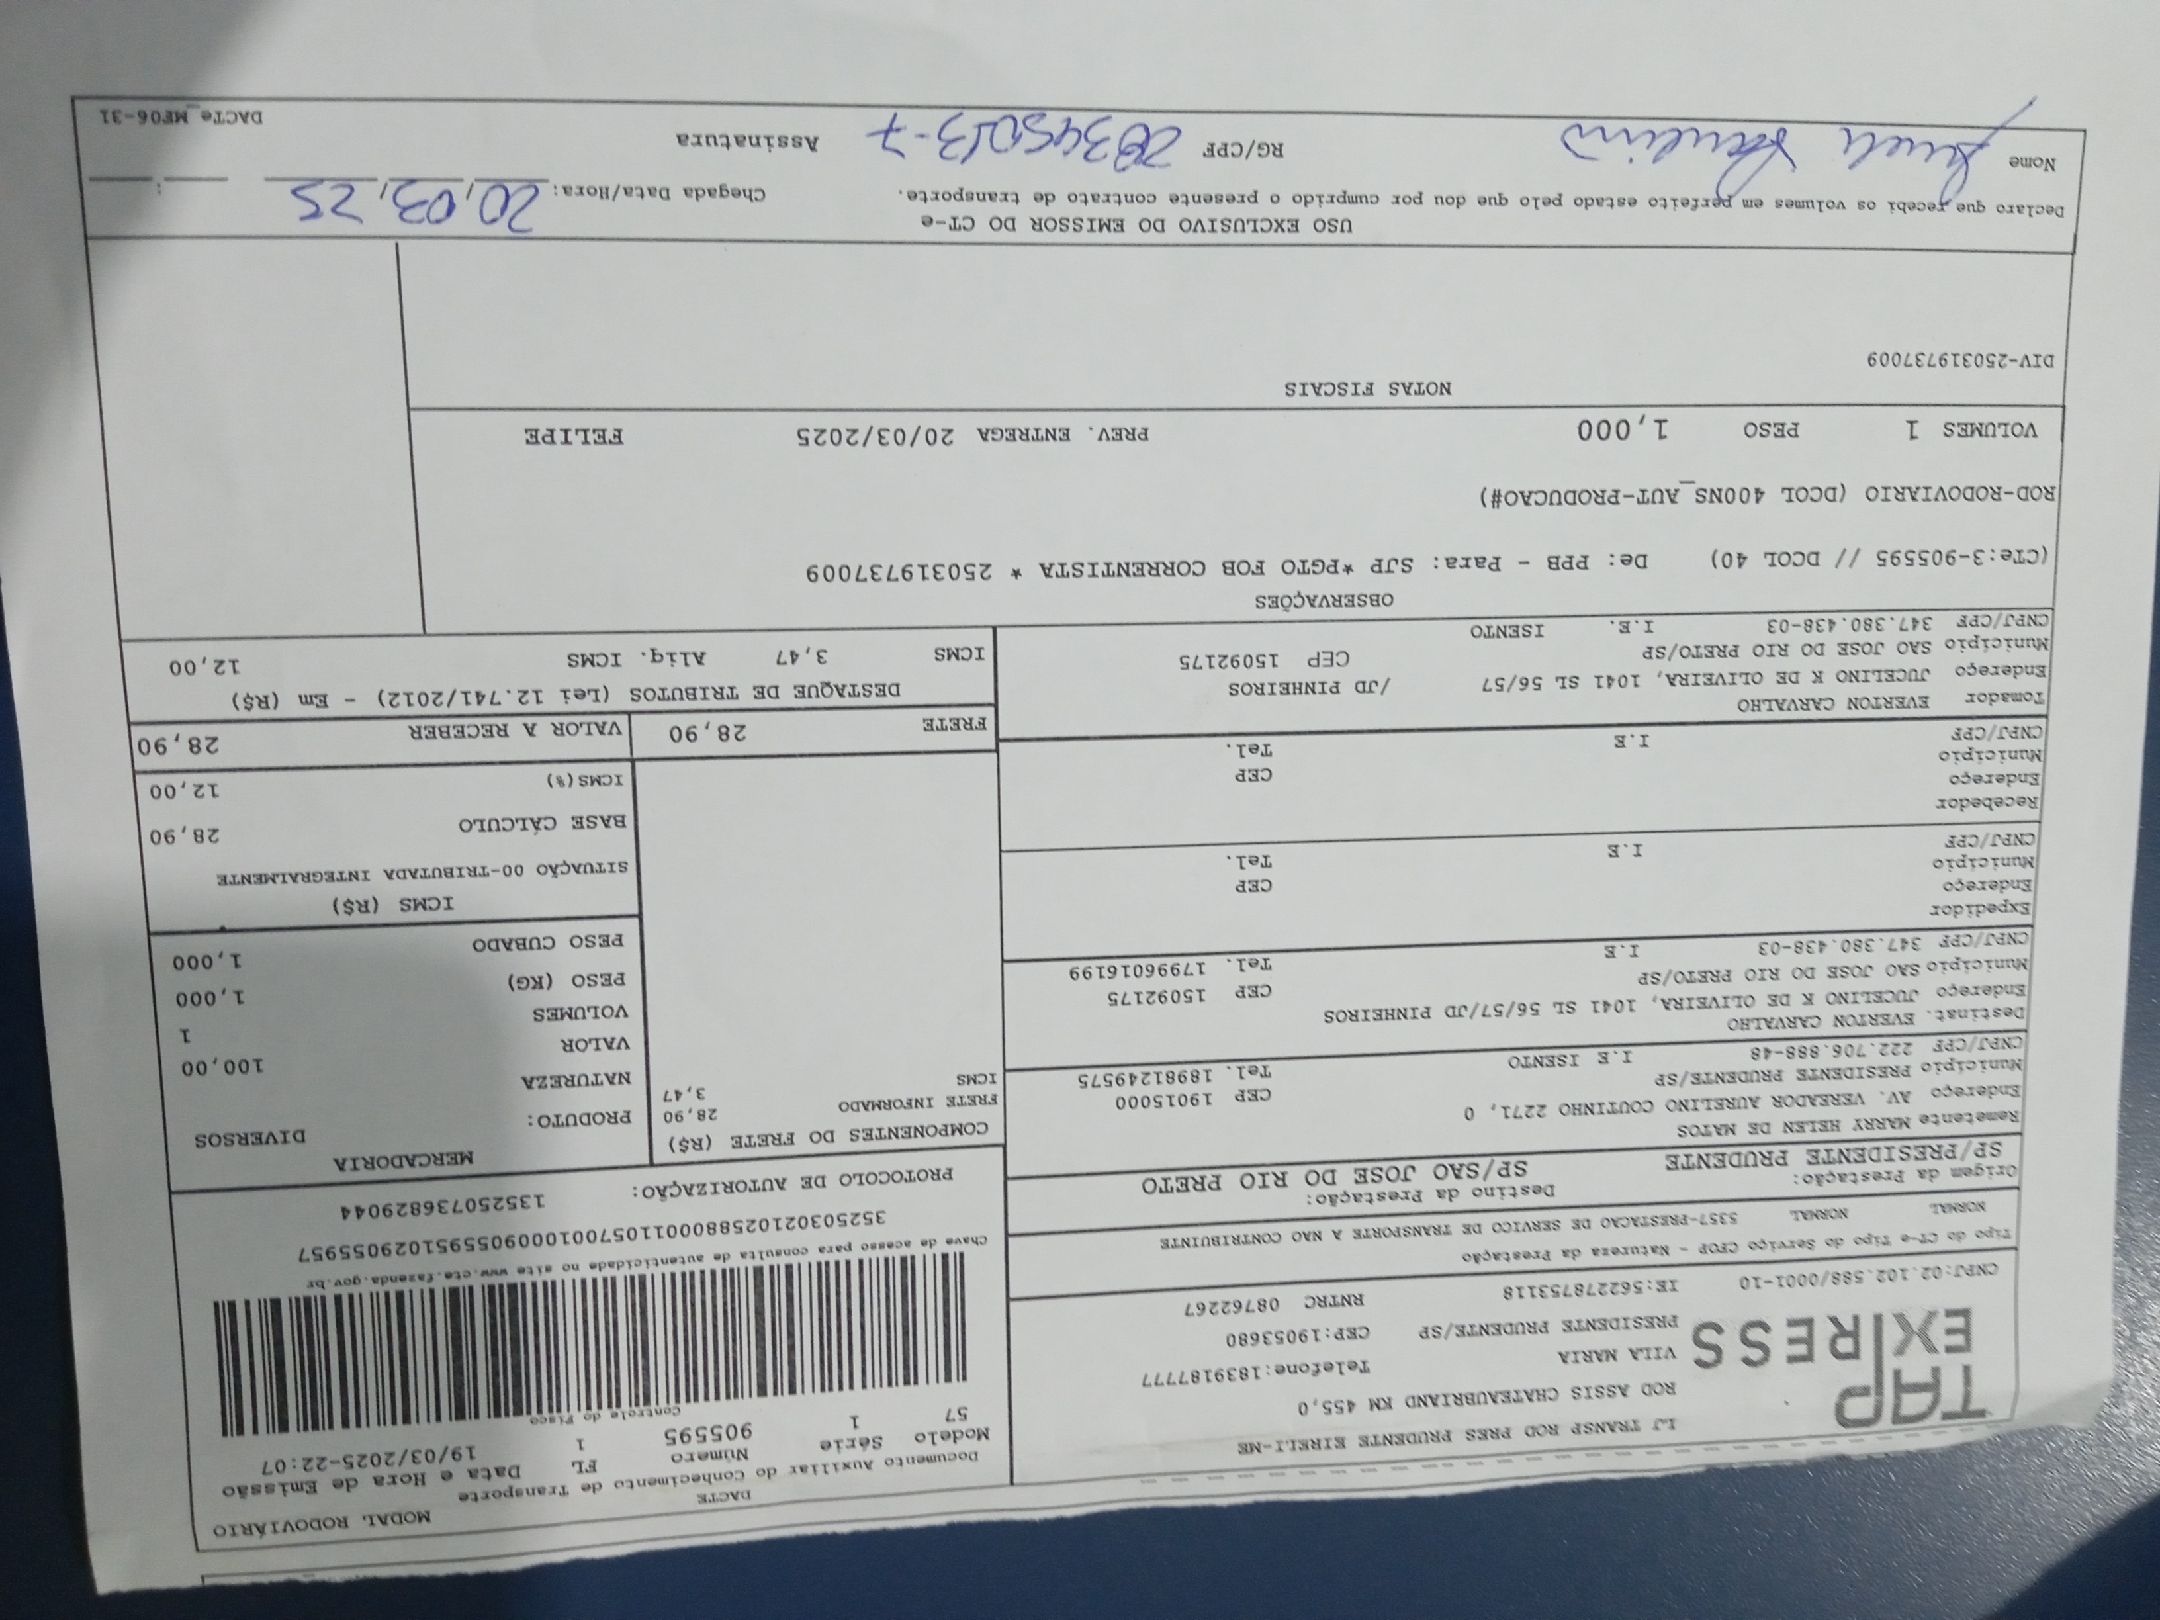 TAP
EX RESS
LJ TRANSP ROD PRES PRUDENTE EIRELI-ME
ROD ASSIS CHATEAUBRIAND KM 455,0
VILA MARIA Telefone:1839187777
PRESIDENTE PRUDENTE/SP CEP:19053680
CNPJ:02.102.588/0001-10 IE:562278753118 RNTRC 08762267
DACTE MODAL RODOVIÁRIO
Documento Auxiliar do Conhecimento de Transporte
Modelo Série Número FL Data e Hora de Emissão
57 1 905595 1 19/03/2025-22:07
Controle do Fisco
Chave de acesso para consulta de autenticidade no site www.cte.fazenda.gov.br
35250302102588000110570010009055951029055957
PROTOCOLO DE AUTORIZAÇÃO: 135250736829044
Tipo do CT-e Tipo do Serviço CFOP - Natureza da Prestação
NORMAL NORMAL 5357-PRESTACAO DE SERVICO DE TRANSPORTE A NAO CONTRIBUINTE
Origem da Prestação: Destino da Prestação:
SP/PRESIDENTE PRUDENTE SP/SAO JOSE DO RIO PRETO
Remetente MARRY HELEN DE MATOS
Endereço AV. VEREADOR AURELINO COUTINHO 2271, 0
Município PRESIDENTE PRUDENTE/SP CEP 19015000
CNPJ/CPF 222.706.888-48 I.E ISENTO Tel. 18981249575
Destinat. EVERTON CARVALHO
Endereço JUCELINO K DE OLIVEIRA, 1041 SL 56/57/JD PINHEIROS
Município SAO JOSE DO RIO PRETO/SP CEP 15092175
CNPJ/CPF 347.380.438-03 I.E Tel. 17996016199
Expedidor
Endereço
Município CEP
CNPJ/CPF I.E Tel.
Recebedor
Endereço
Município CEP
CNPJ/CPF I.E Tel.
Tomador EVERTON CARVALHO
Endereço JUCELINO K DE OLIVEIRA, 1041 SL 56/57 /JD PINHEIROS
Município SAO JOSE DO RIO PRETO/SP CEP 15092175
CNPJ/CPF 347.380.438-03 I.E. ISENTO
COMPONENTES DO FRETE (R$)
FRETE INFORMADO 28,90
ICMS 3,47
MERCADORIA
PRODUTO: DIVERSOS
NATUREZA
VALOR 100,00
VOLUMES 1
PESO (KG) 1,000
PESO CUBADO 1,000
ICMS (R$)
SITUAÇÃO 00-TRIBUTADA INTEGRALMENTE
BASE CÁLCULO 28,90
ICMS(%) 12,00
FRETE 28,90 VALOR A RECEBER 28,90
DESTAQUE DE TRIBUTOS (Lei 12.741/2012) - Em (R$)
ICMS 3,47 Aliq. ICMS 12,00
OBSERVAÇÕES
(CTe:3-905595 // DCOL 40) De: PPB - Para: SJP *PGTO FOB CORRENTISTA * 250319737009
ROD-RODOVIARIO (DCOL 400NS_AUT-PRODUCAO#)
VOLUMES 1 PESO 1,000 PREV. ENTREGA 20/03/2025 FELIPE
NOTAS FISCAIS
DIV-250319737009
USO EXCLUSIVO DO EMISSOR DO CT-e
Declaro que recebi os volumes em perfeito estado pelo que dou por cumprido o presente contrato de transporte. Chegada Data/Hora: 20/03/25 :
Nome RG/CPF Assinatura
DACTe_MF06-31